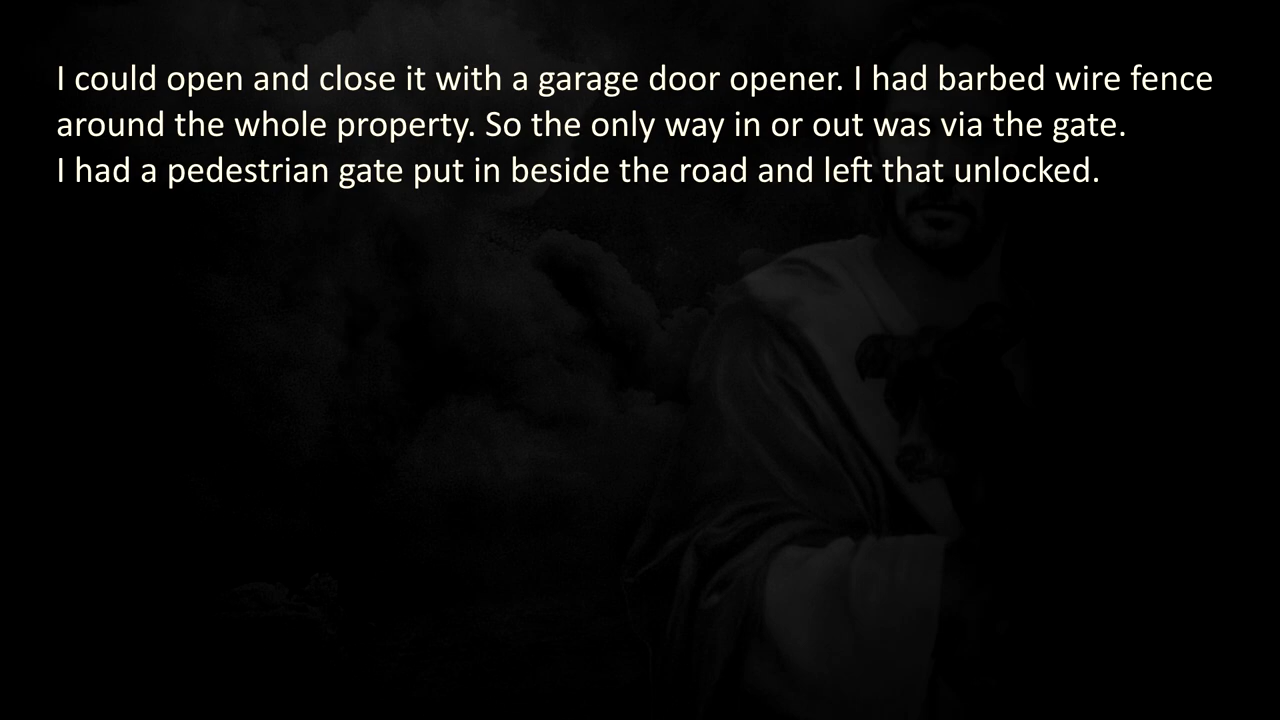 I could open and close it with a garage door opener. I had barbed wire fence
around the whole property. So the only way in or out was via the gate.
I had a pedestrian gate put in beside the road and left that unlocked.